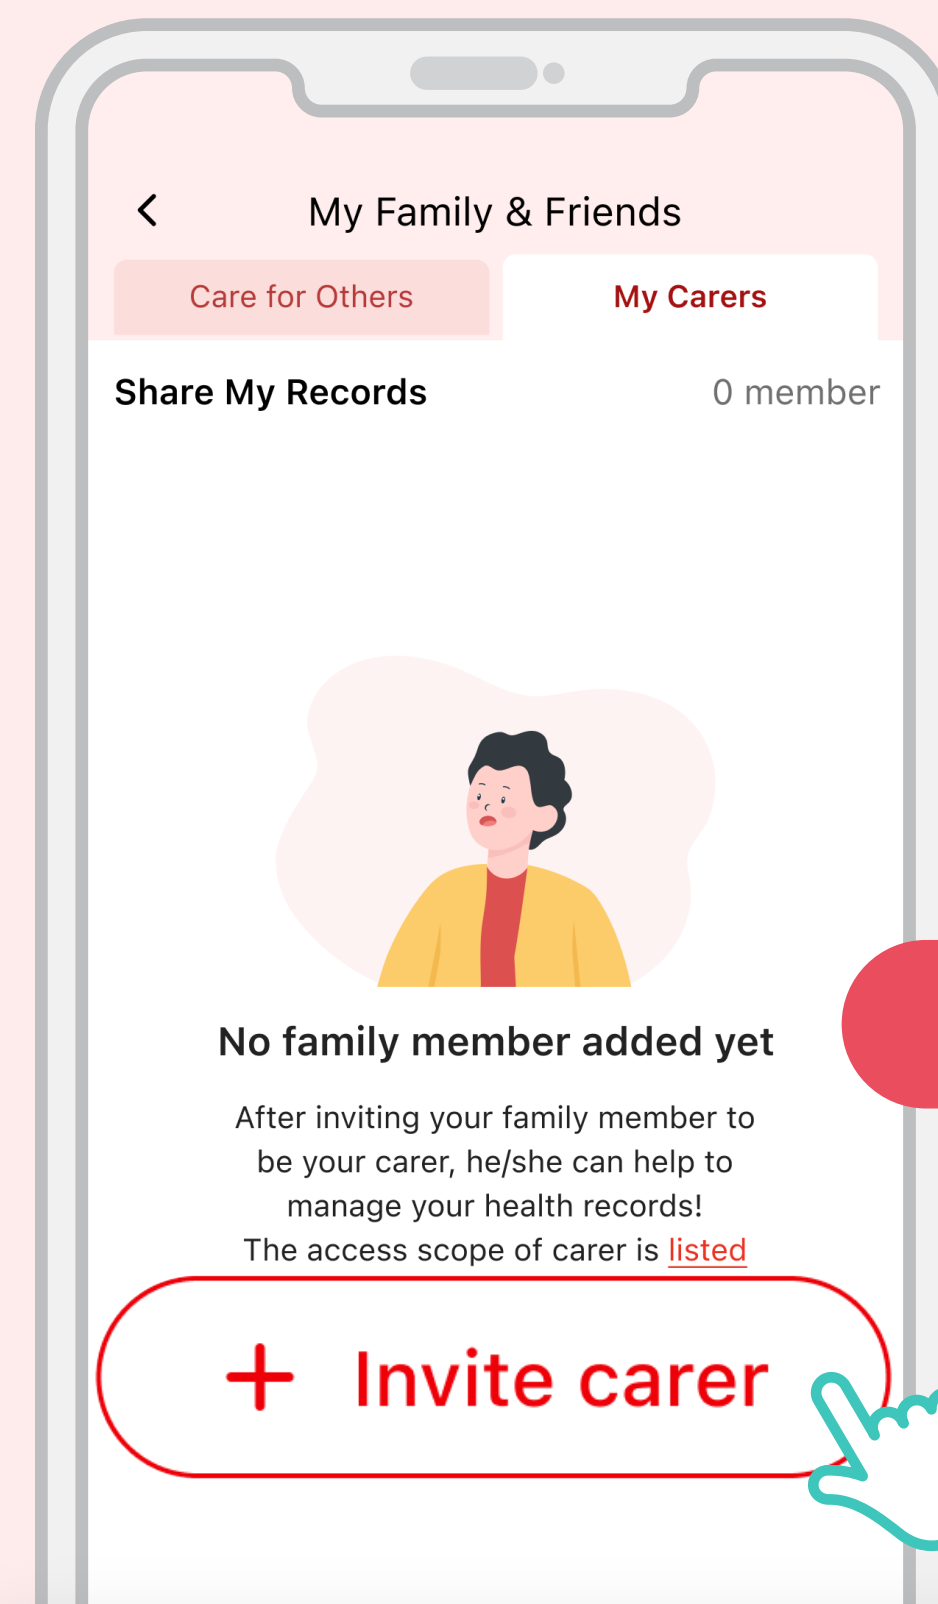 My Family & Friends
Care for Others
My Carers
Share My Records
0 member
No family member added yet
After inviting your family member to
be your carer, he/she can help to
manage your health records!
The access scope of carer is listed
+ Invite carer